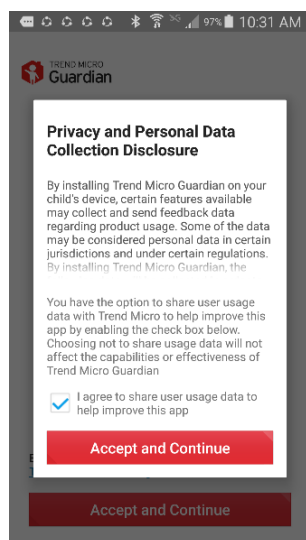 97% 10:31 AM
TREND MICRO
Guardian
Privacy and Personal Data
Collection Disclosure
By installing Trend Micro Guardian on your
child's device, certain features available
may collect and send feedback data
regarding product usage. Some of the data
may be considered personal data in certain
jurisdictions and under certain regulations.
By installing Trend Micro Guardian, the
You have the option to share user usage
data with Trend Micro to help improve this
app by enabling the check box below.
Choosing not to share usage data will not
affect the capabilities or effectiveness of
Trend Micro Guardian
I agree to share user usage data to
help improve this app
Accept and Continue
Accept and Continue